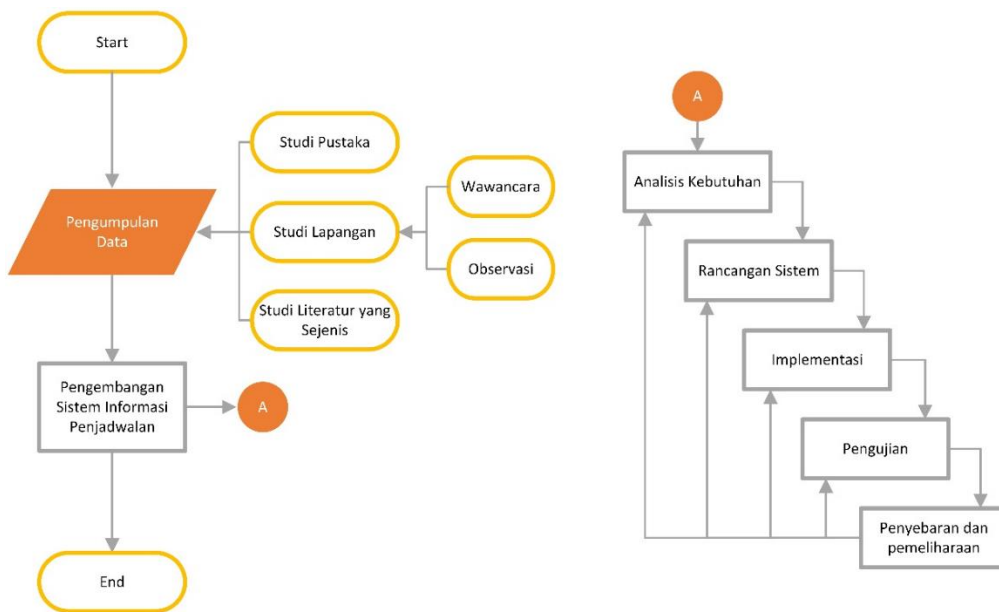 Start
Studi Pustaka
Pengumpulan
Data
Studi Lapangan
Wawancara
Observasi
Studi Literatur yang
Sejenis
Pengembangan
Sistem Informasi
Penjadwalan
A
End
A
Analisis Kebutuhan
Rancangan Sistem
Implementasi
Pengujian
Penyebaran dan
pemeliharaan